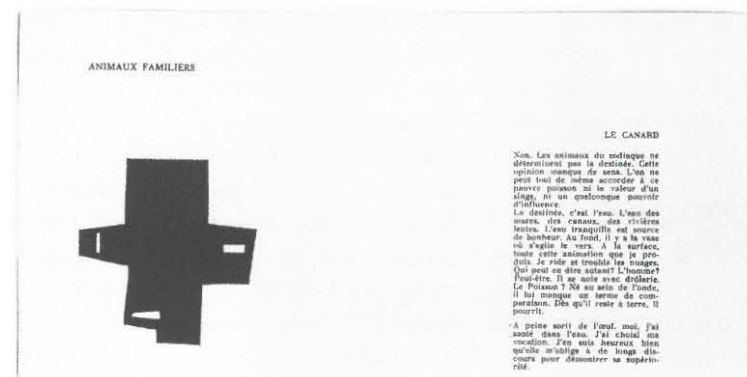 ANIMAUX FAMILIERS
LE CANARD
Non. Les animaux du zodiaque ne
déterminent pas la destinée. Cette
opinion manque de sens. L'on ne
peut tout de même accorder à ce
pauvre poisson ni la valeur d'un
singe, ni un quelconque pouvoir
d'influence.
La destinée, c'est l'eau. L'eau des
mares, des canaux, des rivières
lentes. L'eau tranquille est source
de bonheur. Au fond, il y a la vase
où s'agite le vers. A la surface,
toute cette animation que je pro-
duis. Je ride et trouble les nuages.
Qui peut en dire autant? L'homme?
Peut-être. Il se noie avec drôlerie.
Le Poisson ? Né au sein de l'onde,
il lui manque un terme de com-
paraison. Dès qu'il reste à terre, il
pourrit.
A peine sorti de l'œuf, moi, j'ai
sauté dans l'eau. J'ai choisi ma
vocation. J'en suis heureux bien
qu'elle m'oblige à de longs dis-
cours pour démontrer sa supério-
rité.